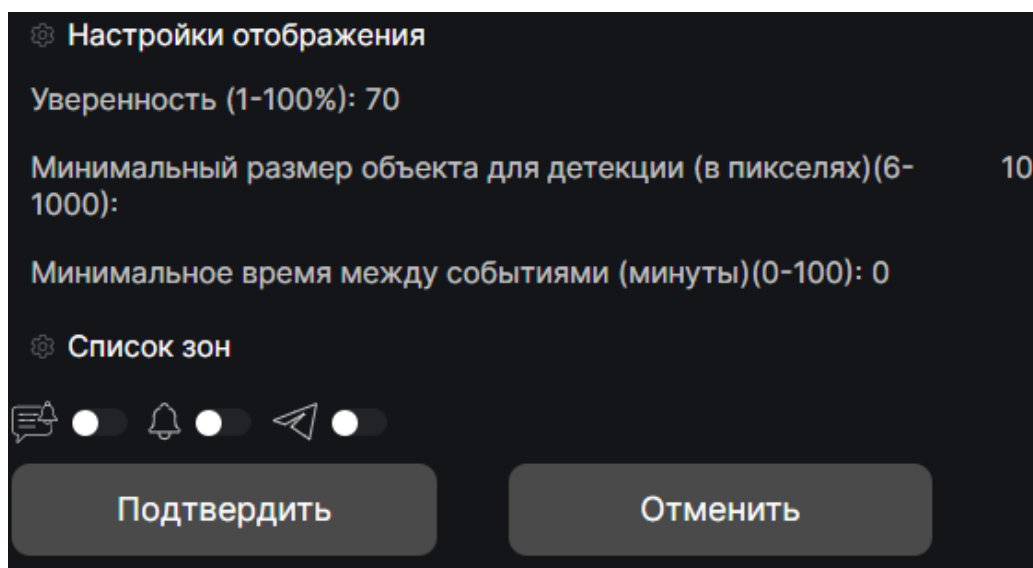 Настройки отображения
Уверенность (1-100%): 70
Минимальный размер объекта для детекции (в пикселях)(6- 10
1000):
Минимальное время между событиями (минуты)(0-100): 0
Список зон
Подтвердить Отменить